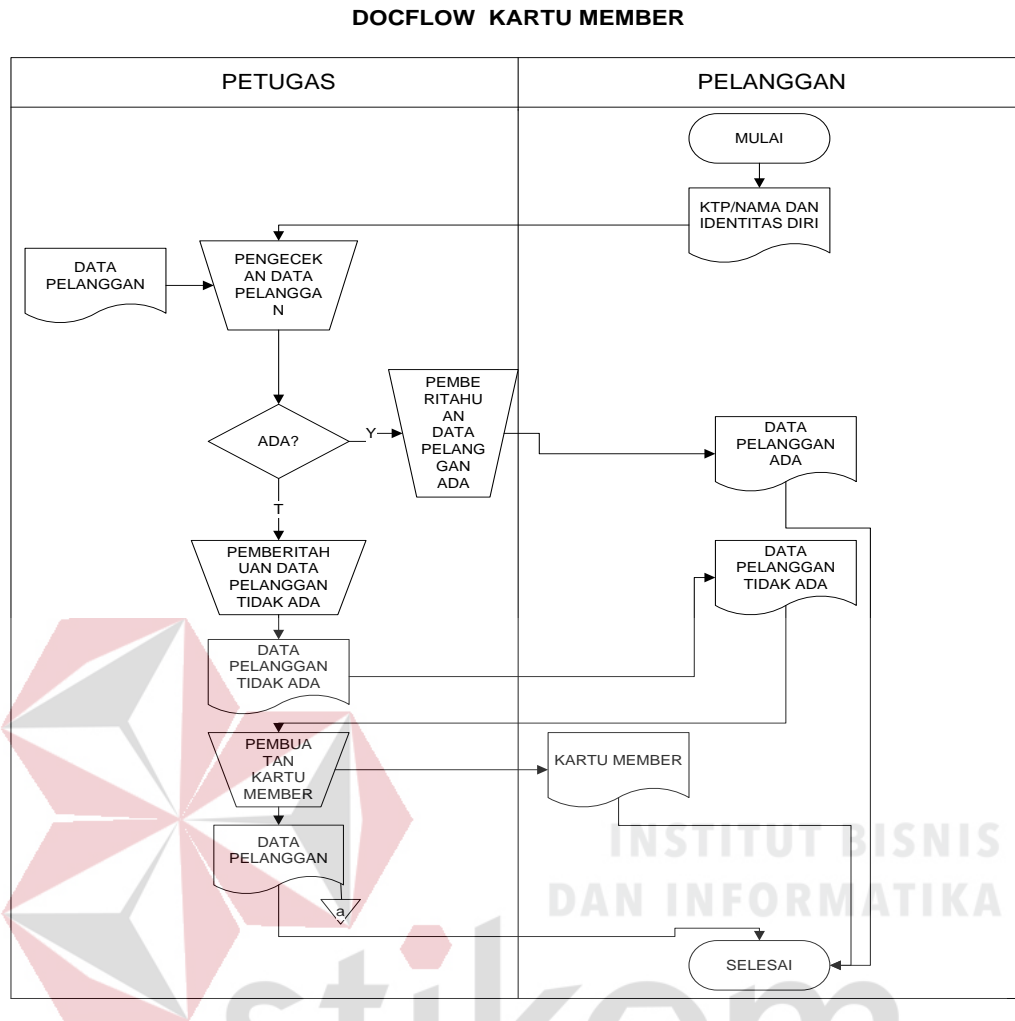 DOCFLOW KARTU MEMBER
PETUGAS
PELANGGAN
MULAI
KTP/NAMA DAN
IDENTITAS DIRI
DATA
PELANGGAN
PENGECEK
AN DATA
PELANGGA
N
ADA?
Y
PEMBE
RITAHU
AN
DATA
PELANG
GAN
ADA
DATA
PELANGGAN
ADA
T
PEMBERITAH
UAN DATA
PELANGGAN
TIDAK ADA
DATA
PELANGGAN
TIDAK ADA
DATA
PELANGGAN
TIDAK ADA
PEMBUA
TAN
KARTU
MEMBER
KARTU MEMBER
DATA
PELANGGAN
a
SELESAI
INSTITUT BISNIS
DAN INFORMATIKA
stikom